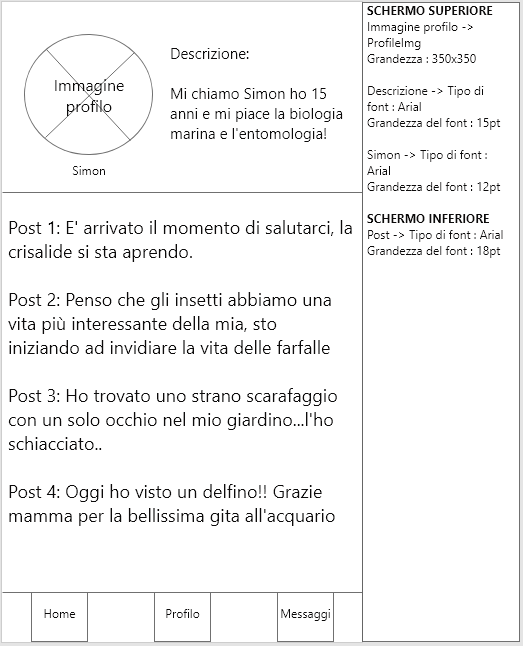 Immagine
profilo
Simon
Descrizione:
Mi chiamo Simon ho 15
anni e mi piace la biologia
marina e l'entomologia!
Post 1: E' arrivato il momento di salutarci, la
crisalide si sta aprendo.
Post 2: Penso che gli insetti abbiamo una
vita più interessante della mia, sto
iniziando ad invidiare la vita delle farfalle
Post 3: Ho trovato uno strano scarafaggio
con un solo occhio nel mio giardino...l'ho
schiacciato..
Post 4: Oggi ho visto un delfino!! Grazie
mamma per la bellissima gita all'acquario
Home
Profilo
Messaggi
SCHERMO SUPERIORE
Immagine profilo ->
ProfileImg
Grandezza : 350x350
Descrizione -> Tipo di
font : Arial
Grandezza del font : 15pt
Simon -> Tipo di font :
Arial
Grandezza del font : 12pt
SCHERMO INFERIORE
Post -> Tipo di font : Arial
Grandezza del font : 18pt